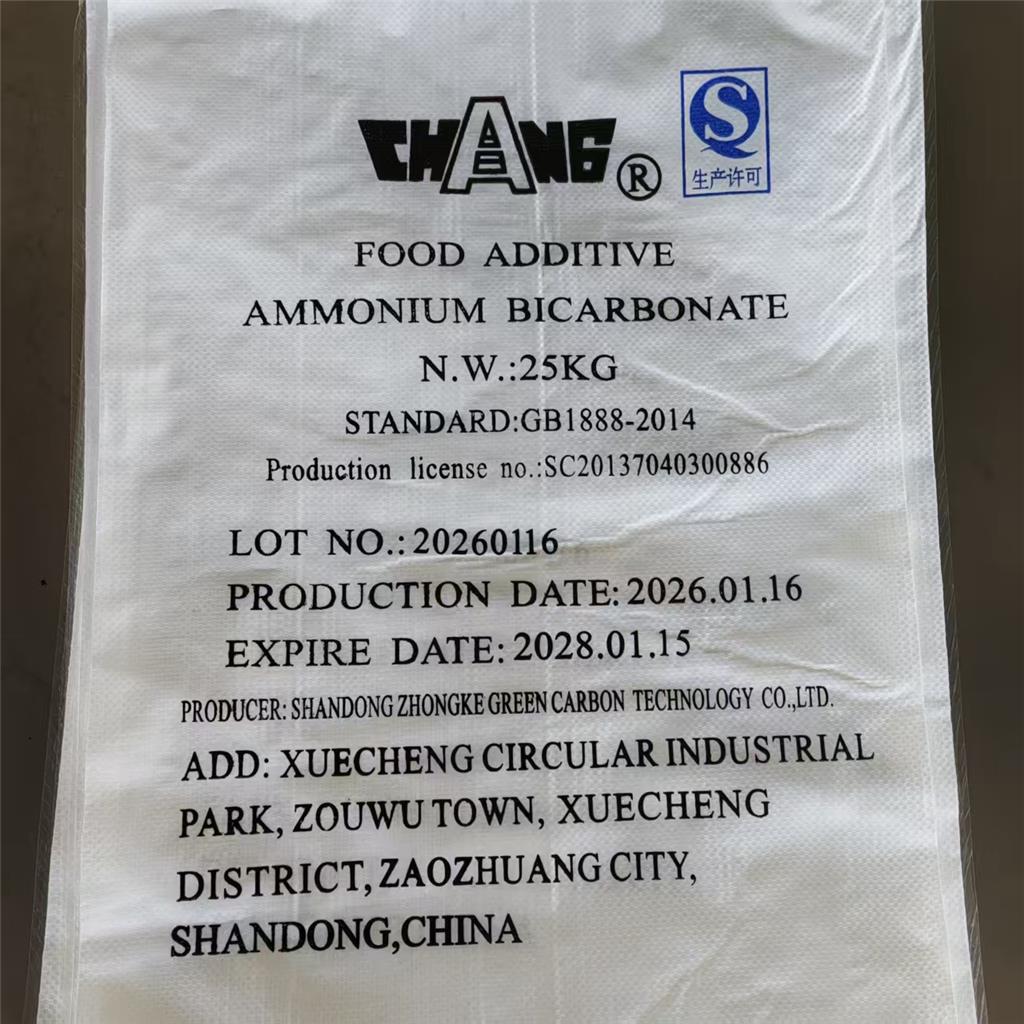 CHANG®
QS
生产许可
FOOD ADDITIVE
AMMONIUM BICARBONATE
N.W.:25KG
STANDARD:GB1888-2014
Production license no.:SC20137040300886
LOT NO.:20260116
PRODUCTION DATE:2026.01.16
EXPIRE DATE:2028.01.15
PRODUCER: SHANDONG ZHONGKE GREEN CARBON TECHNOLOGY CO.,LTD.
ADD: XUECHENG CIRCULAR INDUSTRIAL
PARK, ZOUWU TOWN, XUECHENG
DISTRICT, ZAOZHUANG CITY,
SHANDONG,CHINA